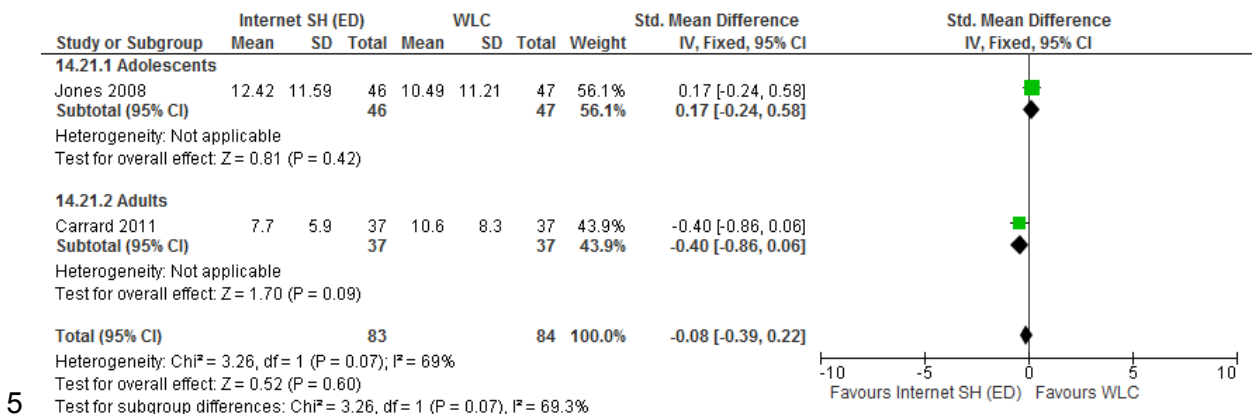 Internet SH (ED) WLC Std. Mean Difference Std. Mean Difference
Study or Subgroup Mean SD Total Mean SD Total Weight IV, Fixed, 95% CI IV, Fixed, 95% CI
14.21.1 Adolescents
Jones 2008 12.42 11.59 46 10.49 11.21 47 56.1% 0.17 [-0.24, 0.58]
Subtotal (95% CI) 46 47 56.1% 0.17 [-0.24, 0.58]
Heterogeneity: Not applicable
Test for overall effect: Z = 0.81 (P = 0.42)
14.21.2 Adults
Carrard 2011 7.7 5.9 37 10.6 8.3 37 43.9% -0.40 [-0.86, 0.06]
Subtotal (95% CI) 37 37 43.9% -0.40 [-0.86, 0.06]
Heterogeneity: Not applicable
Test for overall effect: Z = 1.70 (P = 0.09)
Total (95% CI) 83 84 100.0% -0.08 [-0.39, 0.22]
Heterogeneity: Chi² = 3.26, df = 1 (P = 0.07); I² = 69%
-10 -5 0 5 10
Test for overall effect: Z = 0.52 (P = 0.60)
Favours Internet SH (ED) Favours WLC
5 Test for subgroup differences: Chi² = 3.26, df = 1 (P = 0.07), I² = 69.3%